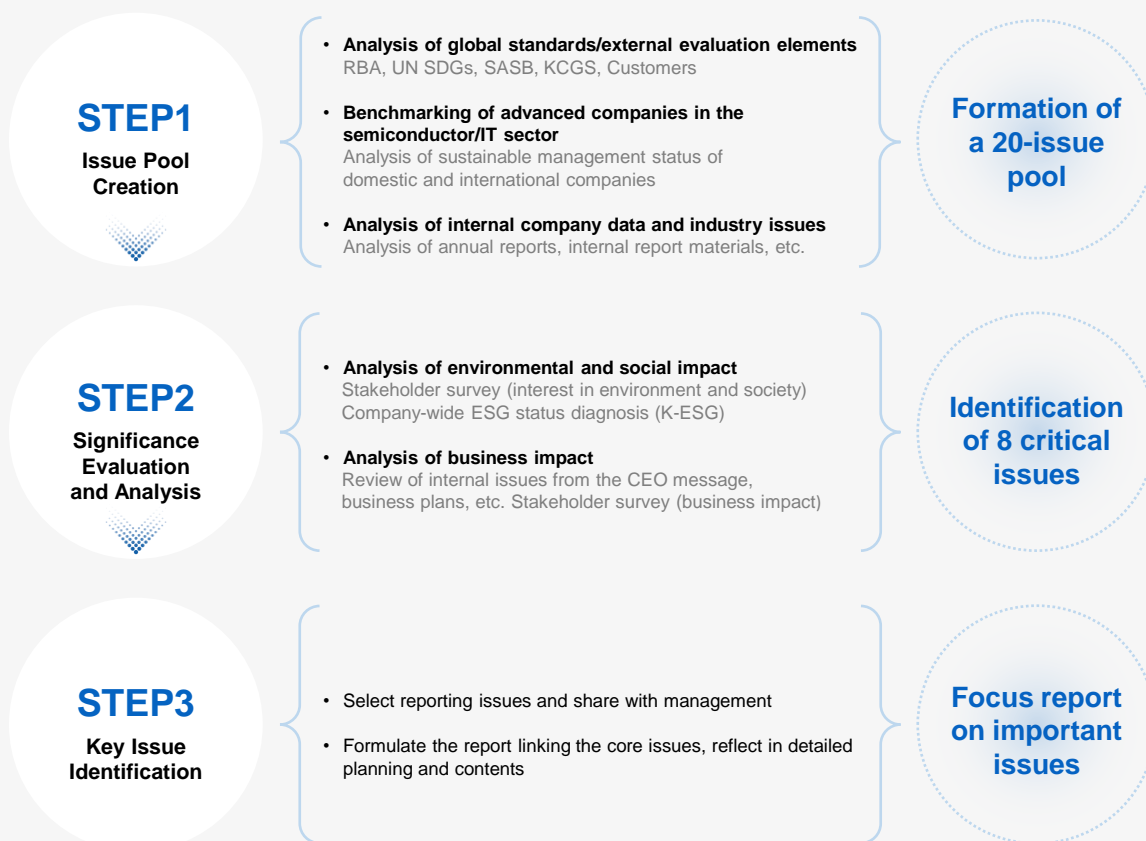 STEP1
Issue Pool
Creation
• Analysis of global standards/external evaluation elements
RBA, UN SDGs, SASB, KCGS, Customers
• Benchmarking of advanced companies in the
semiconductor/IT sector
Analysis of sustainable management status of
domestic and international companies
• Analysis of internal company data and industry issues
Analysis of annual reports, internal report materials, etc.
Formation of
a 20-issue
pool
STEP2
Significance
Evaluation
and Analysis
• Analysis of environmental and social impact
Stakeholder survey (interest in environment and society)
Company-wide ESG status diagnosis (K-ESG)
• Analysis of business impact
Review of internal issues from the CEO message,
business plans, etc. Stakeholder survey (business impact)
Identification
of 8 critical
issues
STEP3
Key Issue
Identification
• Select reporting issues and share with management
• Formulate the report linking the core issues, reflect in detailed
planning and contents
Focus report
on important
issues